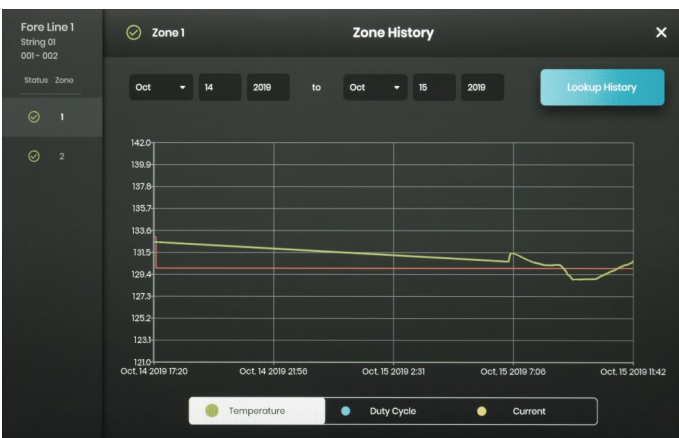 Fore Line 1
String 01
001 - 002
Status Zone
1
2
Zone 1
Zone History
Oct 14 2019 to Oct 15 2019
Lookup History
142.0
139.9
137.8
135.7
133.6
131.5
129.4
127.3
125.2
123.1
121.0
Oct, 14 2019 17:20 Oct, 14 2019 21:56 Oct, 15 2019 2:31 Oct, 15 2019 7:06 Oct, 15 2019 11:42
Temperature Duty Cycle Current